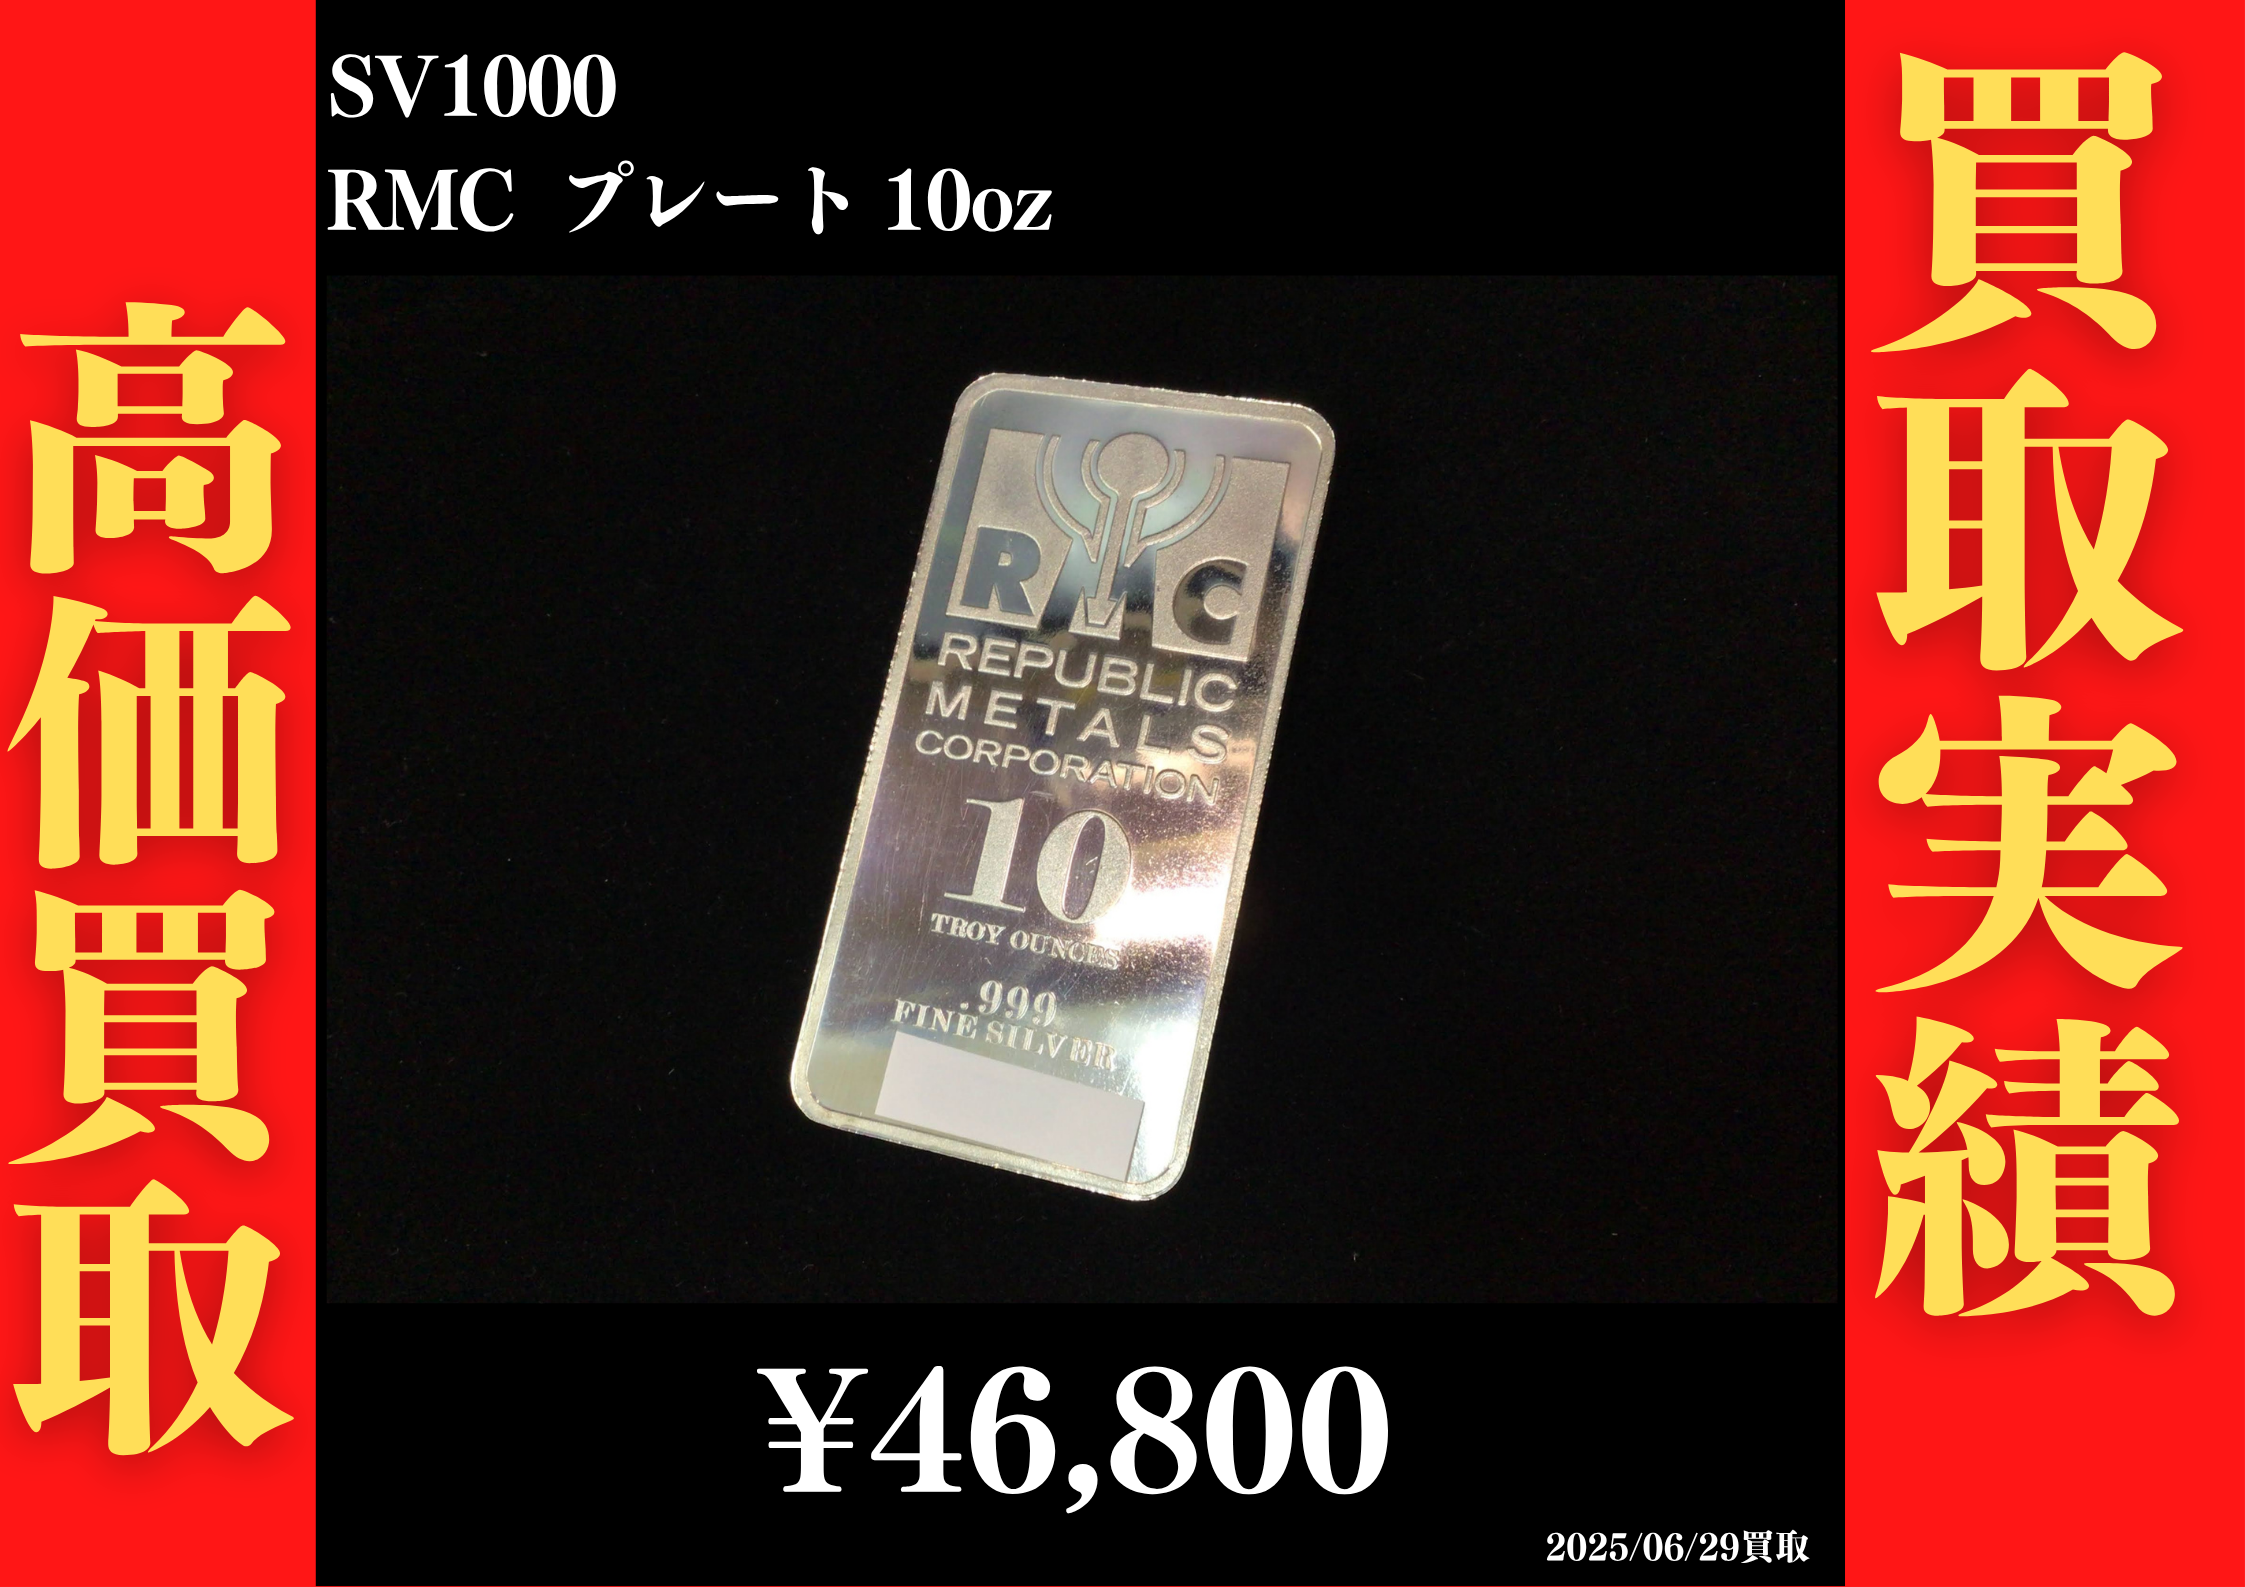 SV1000
RMC プレート 10oz
高価買取
買取実績
RMC
REPUBLIC
METALS
CORPORATION
10
TROY OUNCES
.999
FINE SILVER
¥46,800
2025/06/29買取